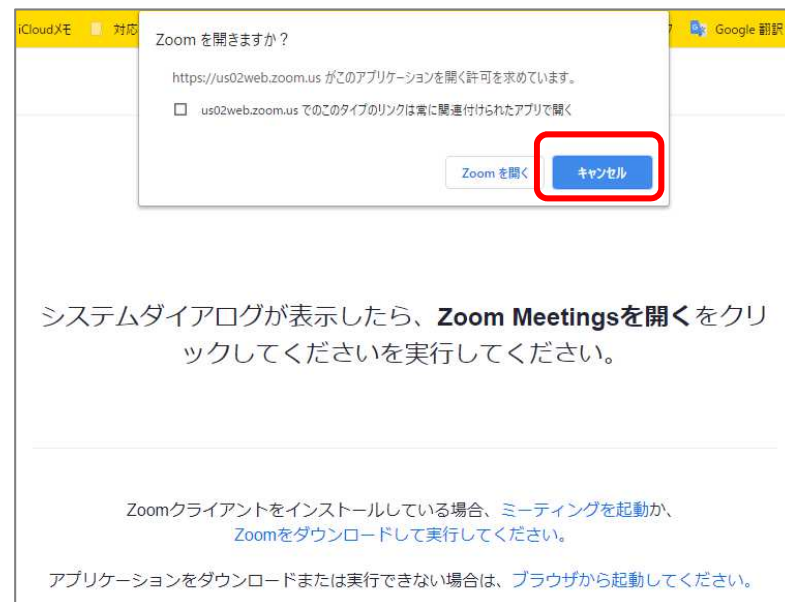 iCloudメモ 対応 Google 翻訳
Zoom を開きますか？
https://us02web.zoom.us がこのアプリケーションを開く許可を求めています。
us02web.zoom.us でのこのタイプのリンクは常に関連付けられたアプリで開く
Zoom を開く キャンセル
システムダイアログが表示したら、Zoom Meetingsを開くをクリ
ックしてくださいを実行してください。
Zoomクライアントをインストールしている場合、ミーティングを起動か、
Zoomをダウンロードして実行してください。
アプリケーションをダウンロードまたは実行できない場合は、ブラウザから起動してください。